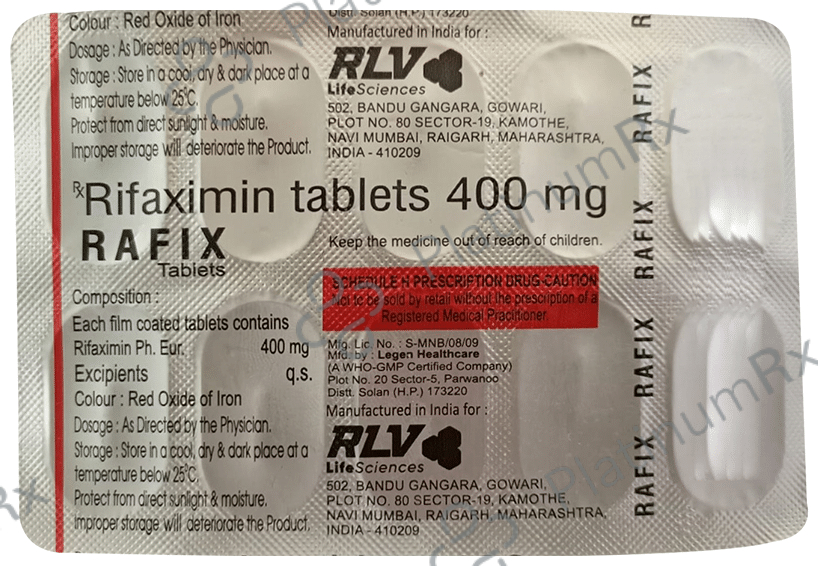 Colour : Red Oxide of Iron
Dosage : As Directed by the Physician.
Storage : Store in a cool, dry & dark place at a
temperature below 25°C.
Protect from direct sunlight & moisture.
Improper storage will deteriorate the Product.
Distt. Solan (H.P.) 173220
Manufactured in India for :
RLV
LifeSciences
502, BANDU GANGARA, GOWARI,
PLOT NO. 80 SECTOR-19, KAMOTHE,
NAVI MUMBAI, RAIGARH, MAHARASHTRA,
INDIA - 410209
Rx Rifaximin tablets 400 mg
RAFIX
Tablets
Keep the medicine out of reach of children.
Composition :
Each film coated tablets contains
Rifaximin Ph. Eur. 400 mg
Excipients q.s.
Colour : Red Oxide of Iron
Dosage : As Directed by the Physician.
Storage : Store in a cool, dry & dark place at a
temperature below 25°C.
Protect from direct sunlight & moisture.
Improper storage will deteriorate the Product.
SCHEDULE H PRESCRIPTION DRUG-CAUTION
Not to be sold by retail without the prescription of a
Registered Medical Practitioner.
Mfg. Lic. No. : S-MNB/08/09
Mfd. by : Legen Healthcare
(A WHO-GMP Certified Company)
Plot No. 20 Sector-5, Parwanoo
Distt. Solan (H.P.) 173220
Manufactured in India for :
RLV
LifeSciences
502, BANDU GANGARA, GOWARI,
PLOT NO. 80 SECTOR-19, KAMOTHE,
NAVI MUMBAI, RAIGARH, MAHARASHTRA,
INDIA - 410209
RAFIX
RAFIX
RAFIX
RAFIX
PlatinumRx
PlatinumRx